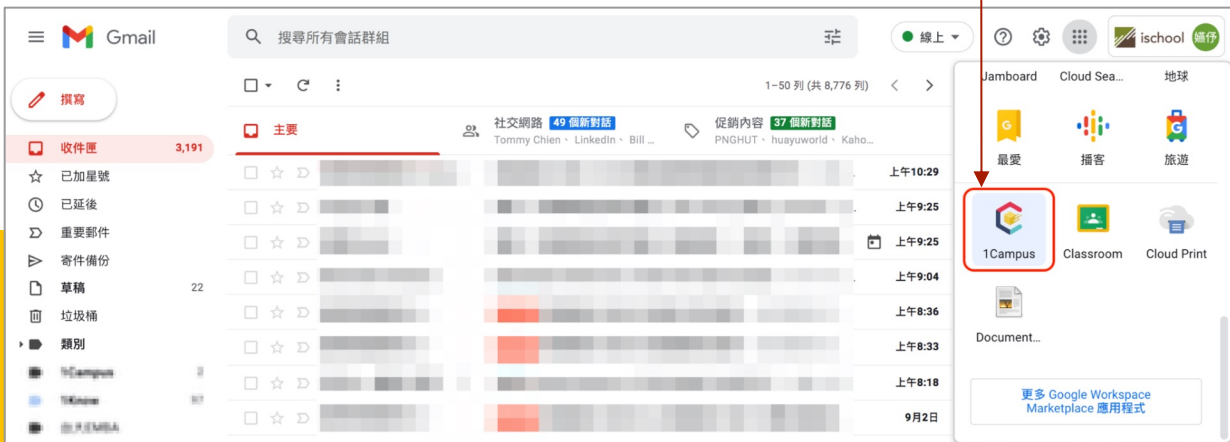 Gmail
搜尋所有會話群組
線上
ischool
嬿伃
撰寫
收件匣 3,191
已加星號
已延後
重要郵件
寄件備份
草稿 22
垃圾桶
類別
1Campus 2
1Know 97
1–50 列 (共 8,776 列)
主要
社交網路 49 個新對話
Tommy Chien、LinkedIn、Bill ...
促銷內容 37 個新對話
PNGHUT、huayuworld、Kaho...
上午10:29
上午9:25
上午9:25
上午9:04
上午8:36
上午8:33
上午8:18
9月2日
Jamboard Cloud Sea... 地球
最愛 播客 旅遊
1Campus Classroom Cloud Print
Document...
更多 Google Workspace
Marketplace 應用程式